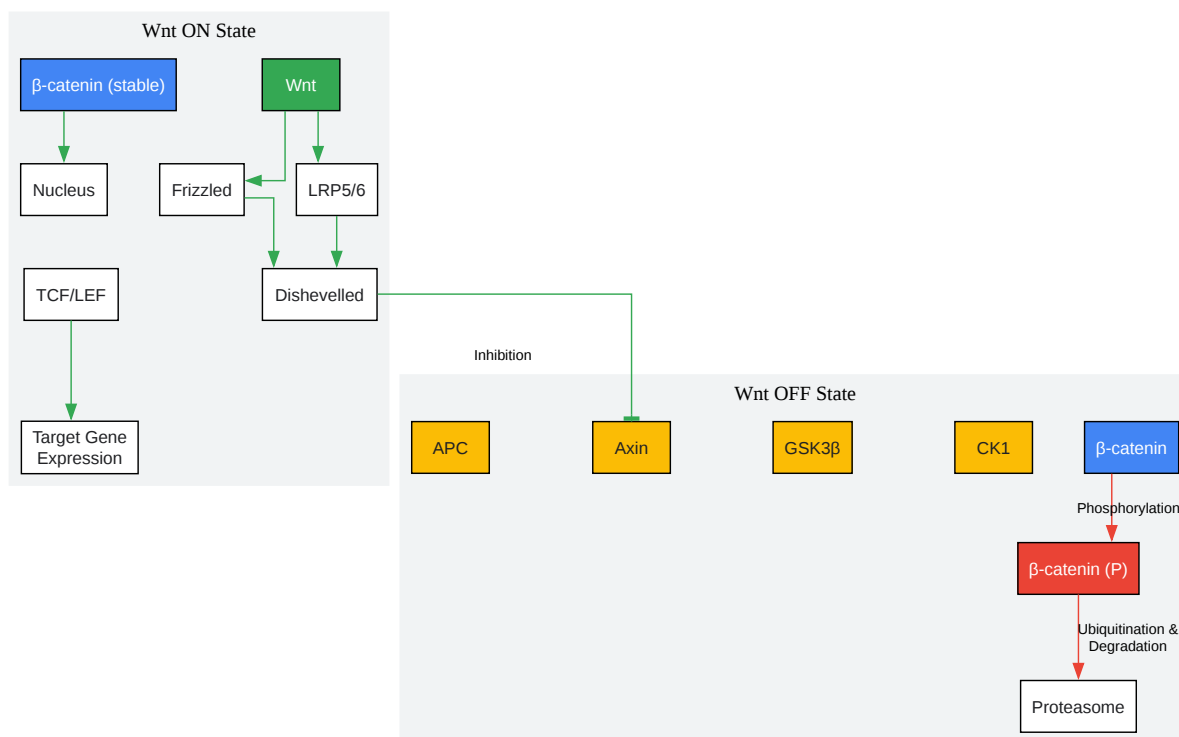 Wnt ON State
β-catenin (stable)
Wnt
Nucleus
Frizzled
LRP5/6
TCF/LEF
Dishevelled
Target Gene
Expression
Inhibition
Wnt OFF State
APC
Axin
GSK3β
CK1
β-catenin
Phosphorylation
β-catenin (P)
Ubiquitination &
Degradation
Proteasome